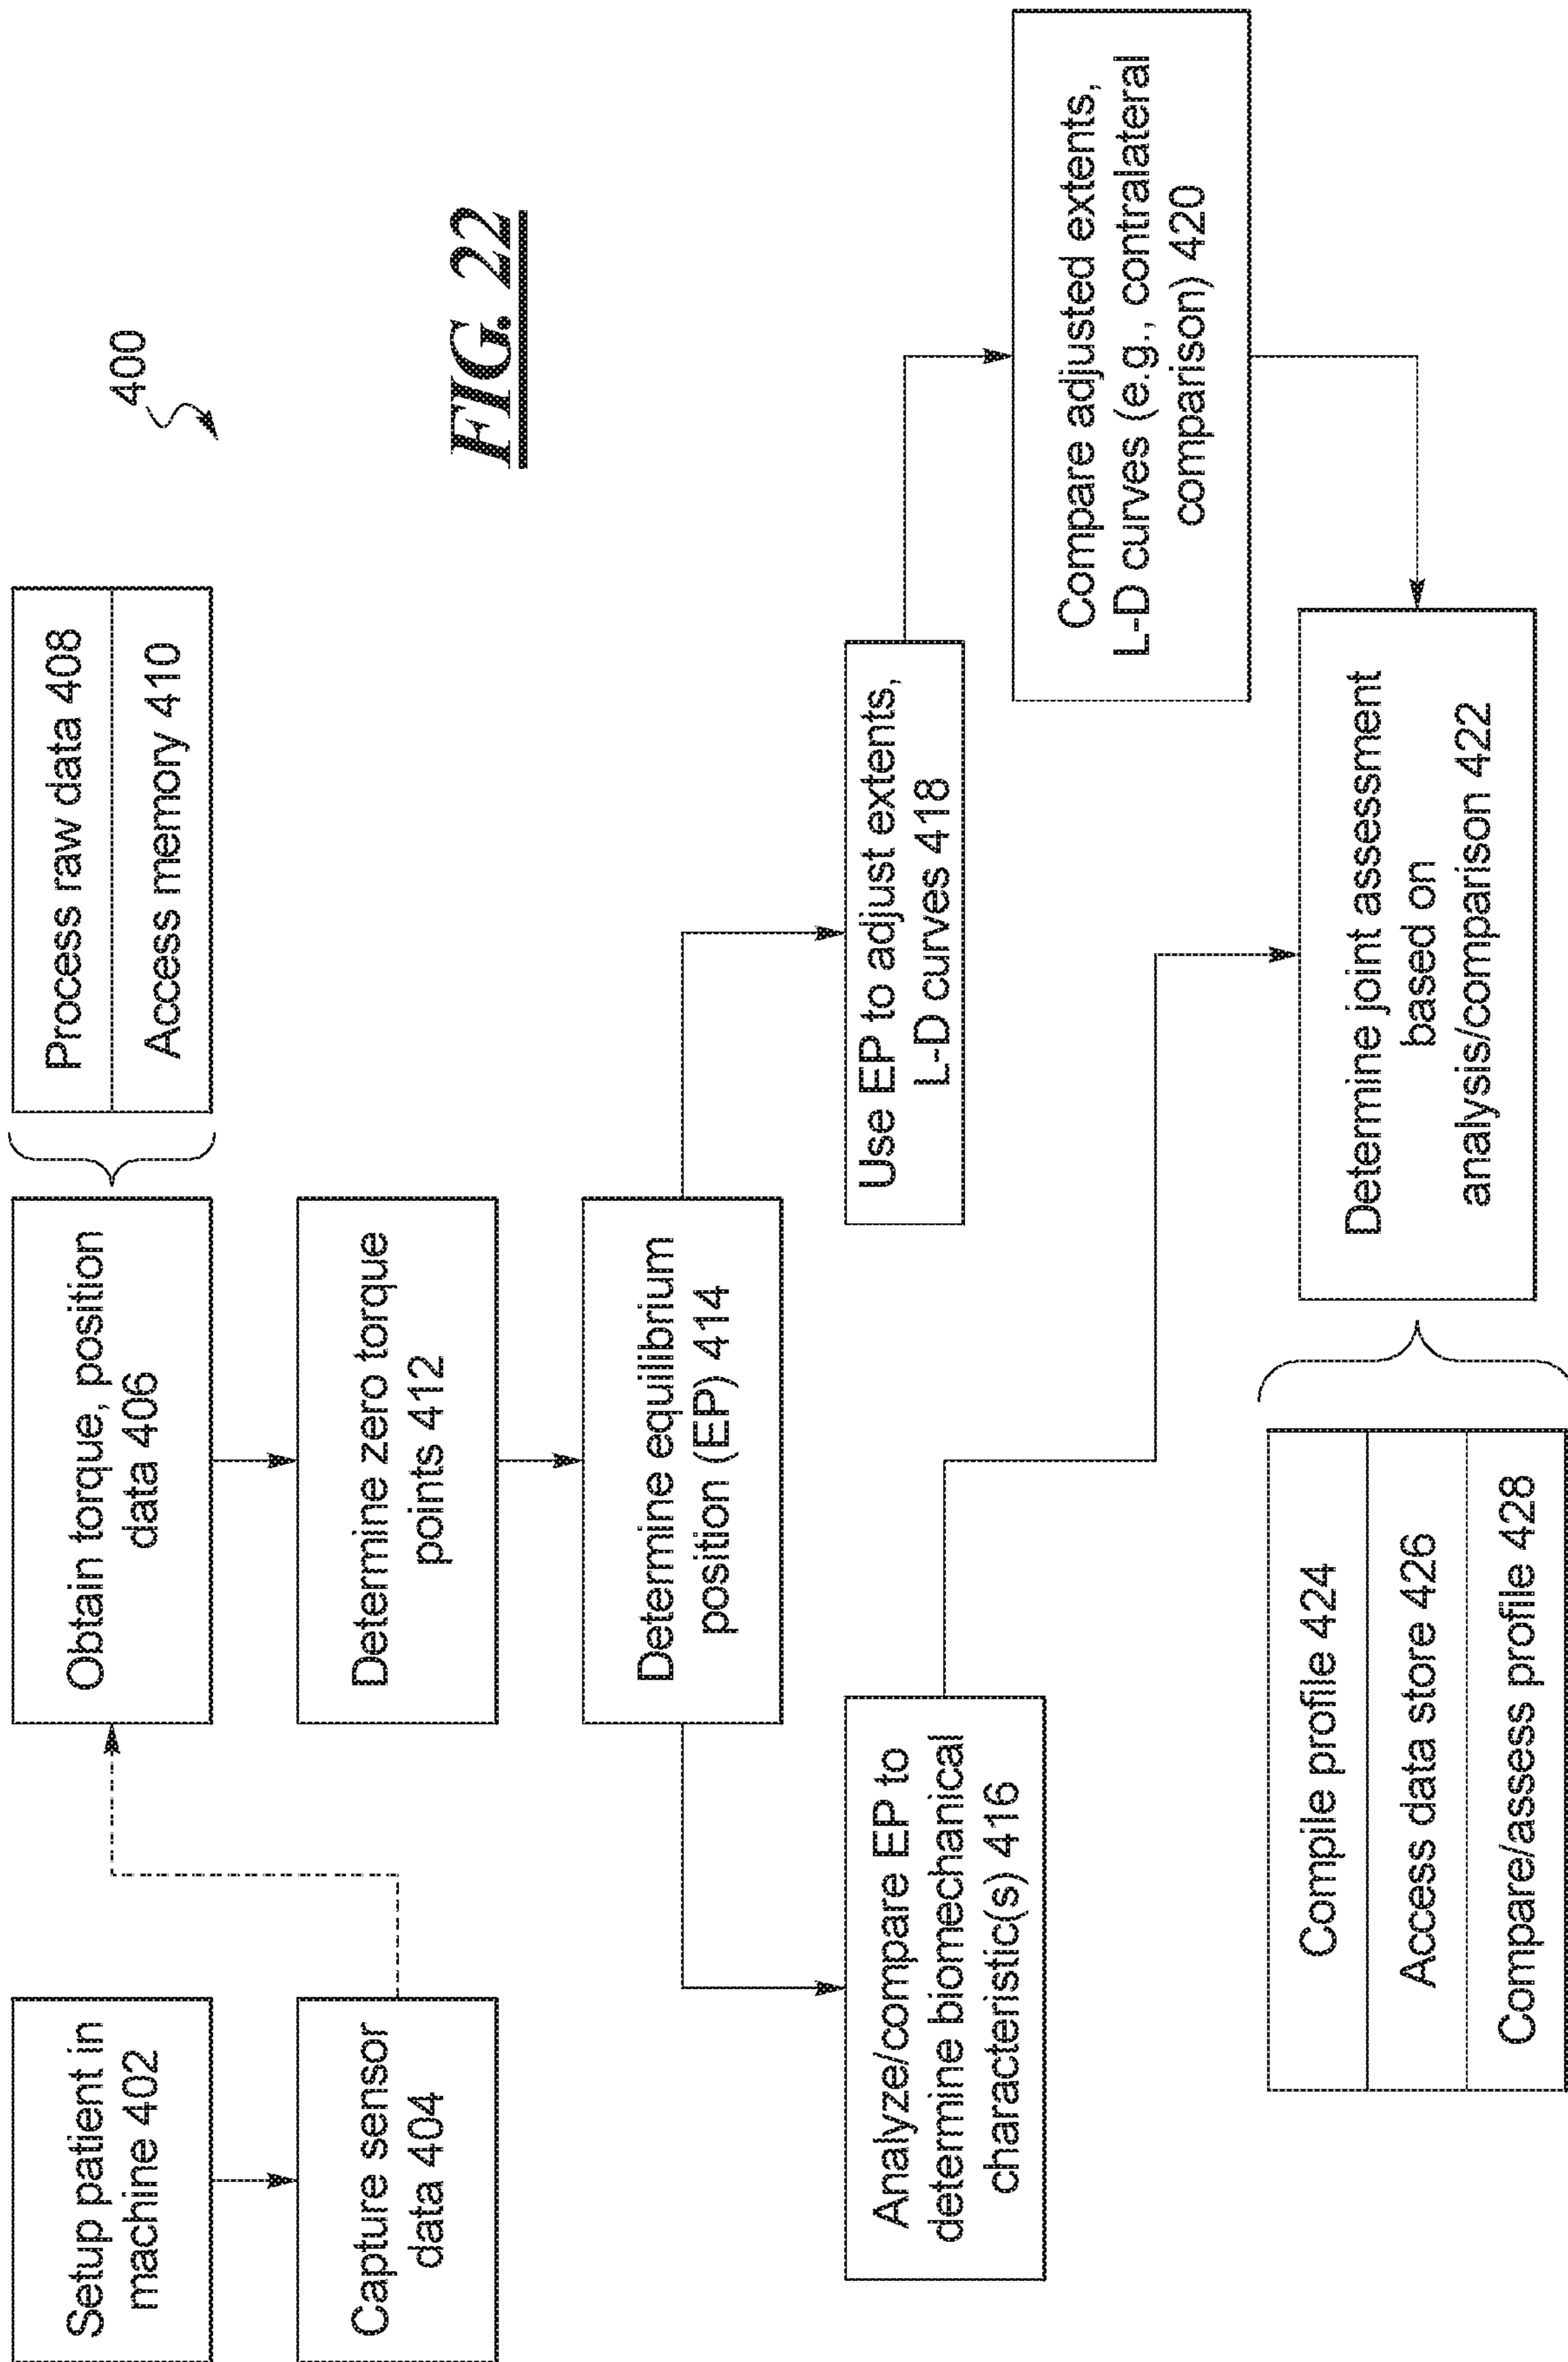 400
FIG. 22
Setup patient in
machine 402
Capture sensor
data 404
Obtain torque, position
data 406
Process raw data 408
Access memory 410
Determine zero torque
points 412
Determine equilibrium
position (EP) 414
Analyze/compare EP to
determine biomechanical
characteristic(s) 416
Use EP to adjust extents,
L-D curves 418
Compare adjusted extents,
L-D curves (e.g., contralateral
comparison) 420
Determine joint assessment
based on
analysis/comparison 422
Compile profile 424
Access data store 426
Compare/assess profile 428